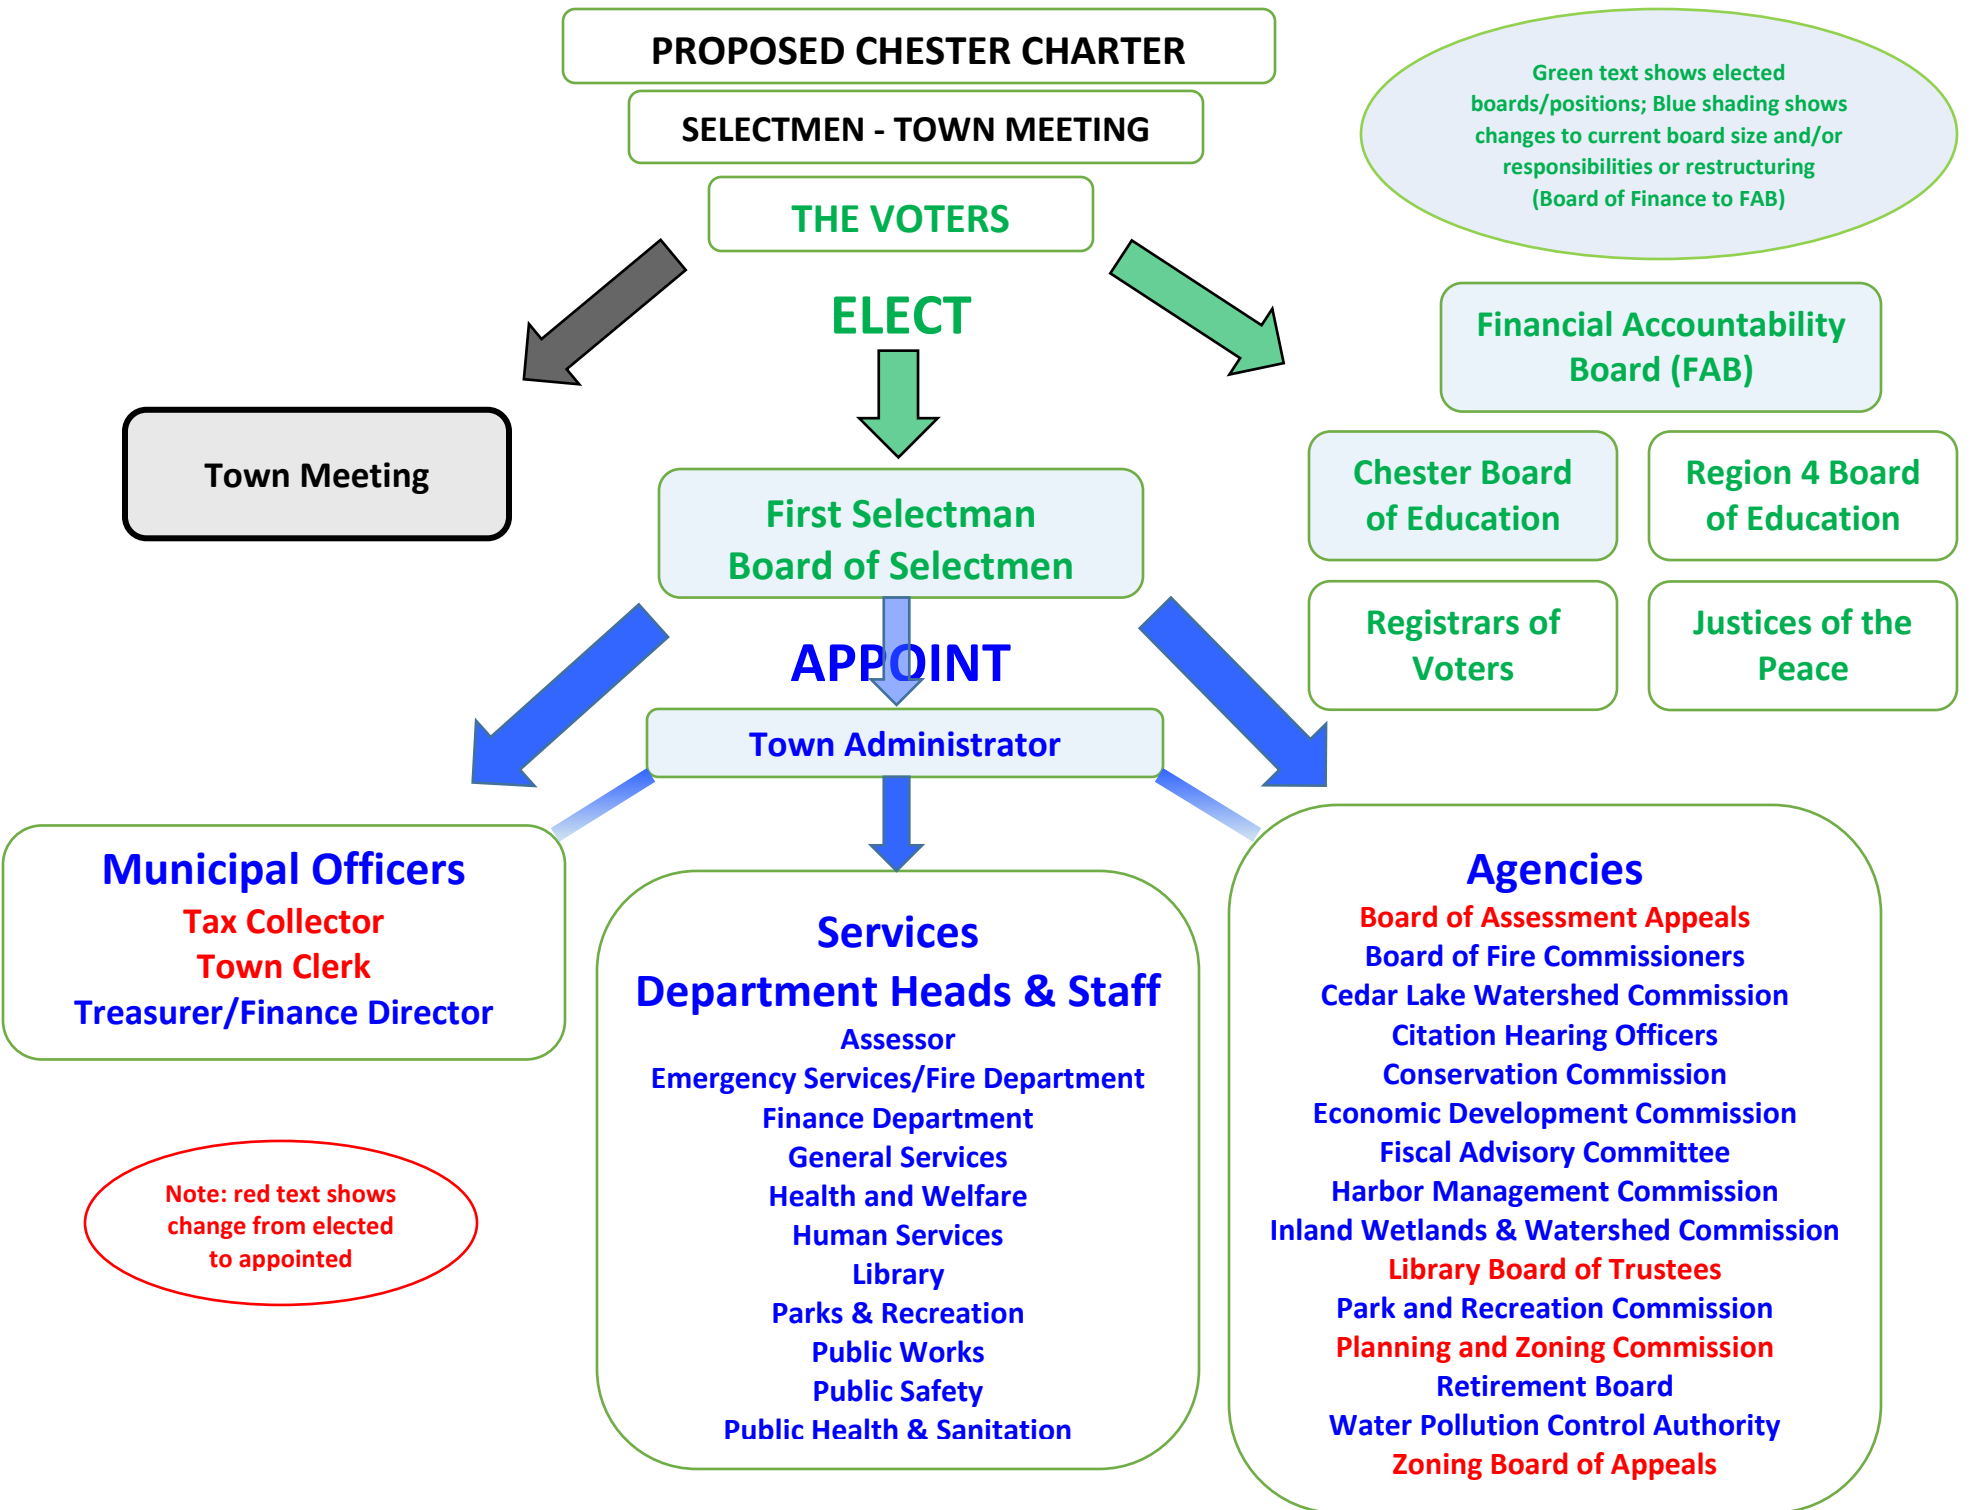 PROPOSED CHESTER CHARTER
SELECTMEN - TOWN MEETING
THE VOTERS
Green text shows elected
boards/positions; Blue shading shows
changes to current board size and/or
responsibilities or restructuring
(Board of Finance to FAB)
ELECT
Town Meeting
First Selectman
Board of Selectmen
Financial Accountability
Board (FAB)
Chester Board
of Education
Region 4 Board
of Education
Registrars of
Voters
Justices of the
Peace
APPOINT
Town Administrator
Municipal Officers
Tax Collector
Town Clerk
Treasurer/Finance Director
Note: red text shows
change from elected
to appointed
Services
Department Heads & Staff
Assessor
Emergency Services/Fire Department
Finance Department
General Services
Health and Welfare
Human Services
Library
Parks & Recreation
Public Works
Public Safety
Public Health & Sanitation
Agencies
Board of Assessment Appeals
Board of Fire Commissioners
Cedar Lake Watershed Commission
Citation Hearing Officers
Conservation Commission
Economic Development Commission
Fiscal Advisory Committee
Harbor Management Commission
Inland Wetlands & Watershed Commission
Library Board of Trustees
Park and Recreation Commission
Planning and Zoning Commission
Retirement Board
Water Pollution Control Authority
Zoning Board of Appeals